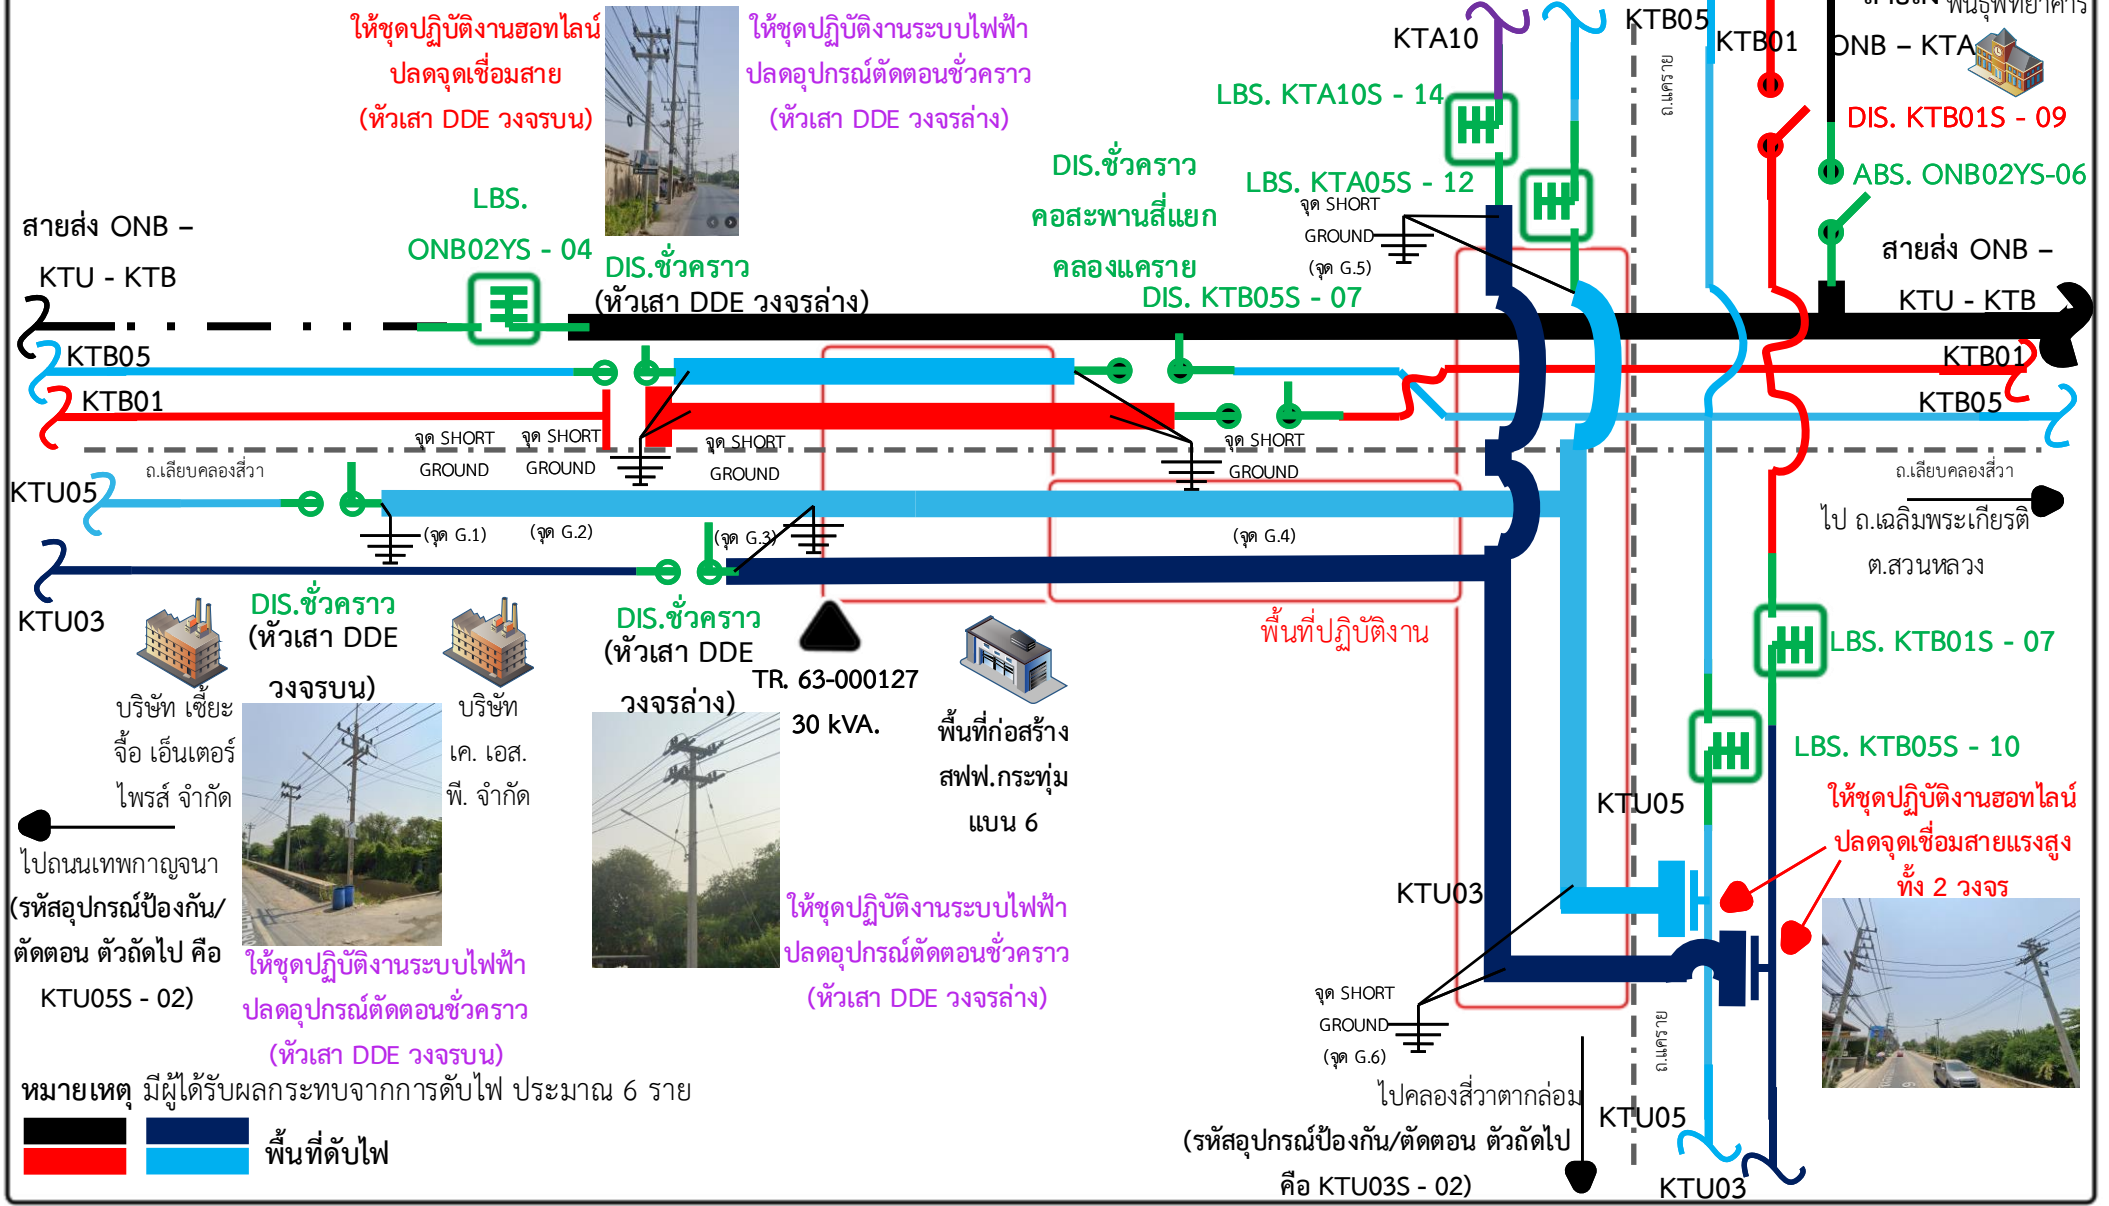 ให้ชุดปฏิบัติงานฮอทไลน์
ปลดจุดเชื่อมสาย
(หัวเสา DDE วงจรบน)
ให้ชุดปฏิบัติงานระบบไฟฟ้า
ปลดอุปกรณ์ตัดตอนชั่วคราว
(หัวเสา DDE วงจรล่าง)
KTA10
KTB05
KTB01
พันธุพิทยาคาร
ONB – KTA
ถ.แคราย
LBS. KTA10S - 14
DIS. KTB01S - 09
DIS.ชั่วคราว
คอสะพานสี่แยก
คลองแคราย
LBS. KTA05S - 12
ABS. ONB02YS-06
จุด SHORT
GROUND
(จุด G.5)
LBS.
ONB02YS - 04
สายส่ง ONB –
KTU - KTB
DIS.ชั่วคราว
(หัวเสา DDE วงจรล่าง)
DIS. KTB05S - 07
สายส่ง ONB –
KTU - KTB
KTB05
KTB01
KTB01
KTB05
จุด SHORT
GROUND
(จุด G.1)
จุด SHORT
GROUND
(จุด G.2)
จุด SHORT
GROUND
(จุด G.3)
จุด SHORT
GROUND
(จุด G.4)
ถ.เลียบคลองสี่วา
ถ.เลียบคลองสี่วา
KTU05
ไป ถ.เฉลิมพระเกียรติ
ต.สวนหลวง
KTU03
DIS.ชั่วคราว
(หัวเสา DDE
วงจรบน)
DIS.ชั่วคราว
(หัวเสา DDE
วงจรล่าง)
พื้นที่ปฏิบัติงาน
LBS. KTB01S - 07
TR. 63-000127
30 kVA.
บริษัท เซี้ยะ
จื้อ เอ็นเตอร์
ไพรส์ จำกัด
บริษัท
เค. เอส.
พี. จำกัด
พื้นที่ก่อสร้าง
สฟฟ.กระทุ่ม
แบน 6
LBS. KTB05S - 10
KTU05
ให้ชุดปฏิบัติงานฮอทไลน์
ปลดจุดเชื่อมสายแรงสูง
ทั้ง 2 วงจร
ไปถนนเทพกาญจนา
(รหัสอุปกรณ์ป้องกัน/
ตัดตอน ตัวถัดไป คือ
KTU05S - 02)
KTU03
ให้ชุดปฏิบัติงานระบบไฟฟ้า
ปลดอุปกรณ์ตัดตอนชั่วคราว
(หัวเสา DDE วงจรล่าง)
ให้ชุดปฏิบัติงานระบบไฟฟ้า
ปลดอุปกรณ์ตัดตอนชั่วคราว
(หัวเสา DDE วงจรบน)
จุด SHORT
GROUND
(จุด G.6)
ถ.แคราย
หมายเหตุ มีผู้ได้รับผลกระทบจากการดับไฟ ประมาณ 6 ราย
พื้นที่ดับไฟ
ไปคลองสี่วาตากล่อม
(รหัสอุปกรณ์ป้องกัน/ตัดตอน ตัวถัดไป
คือ KTU03S - 02)
KTU05
KTU03